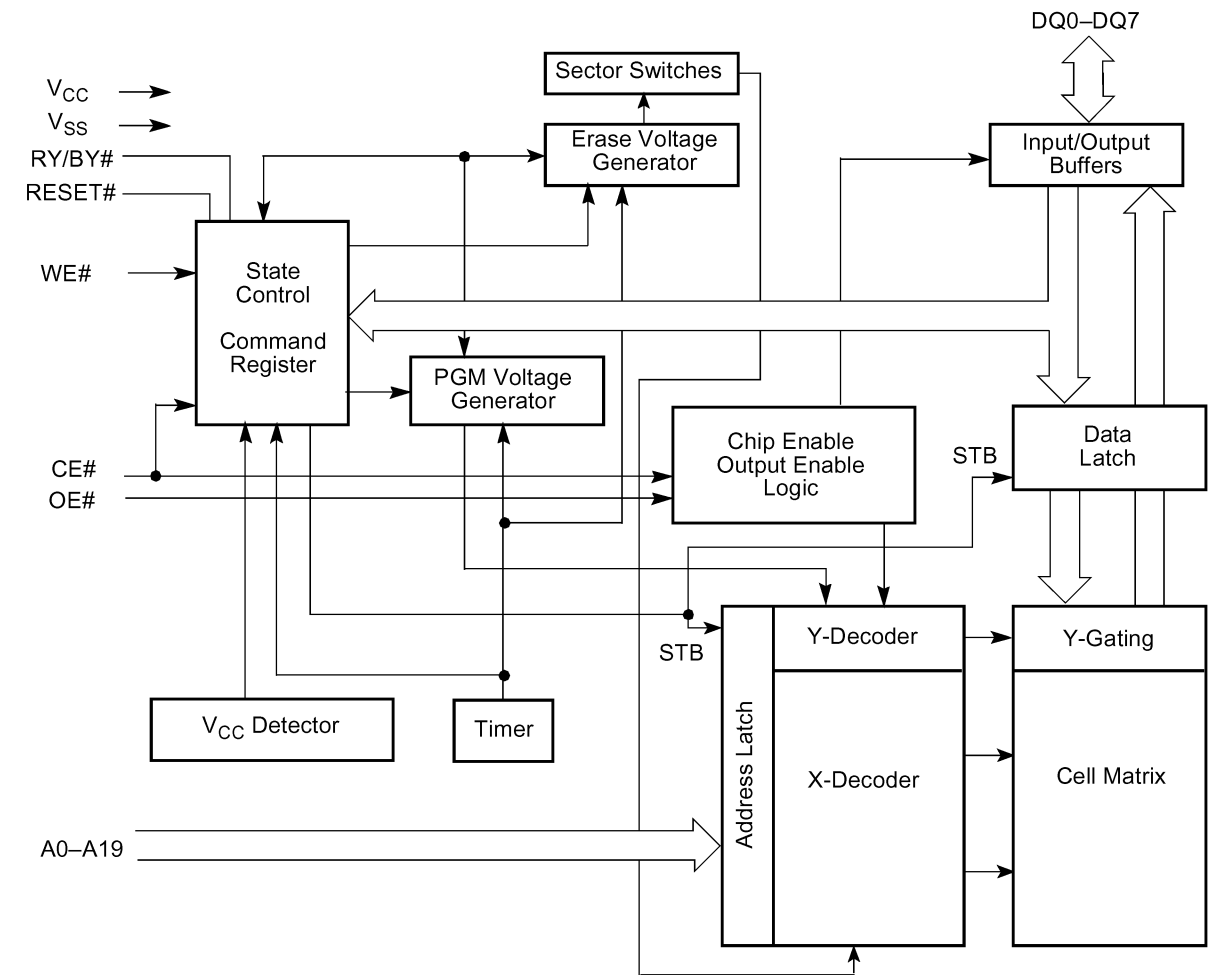 DQ0–DQ7
Sector Switches
VCC
VSS
RY/BY#
RESET#
Erase Voltage
Generator
Input/Output
Buffers
WE#
State
Control
Command
Register
PGM Voltage
Generator
Chip Enable
Output Enable
Logic
STB
Data
Latch
CE#
OE#
STB
Y-Decoder
Y-Gating
VCC Detector
Timer
Address Latch
X-Decoder
Cell Matrix
A0–A19